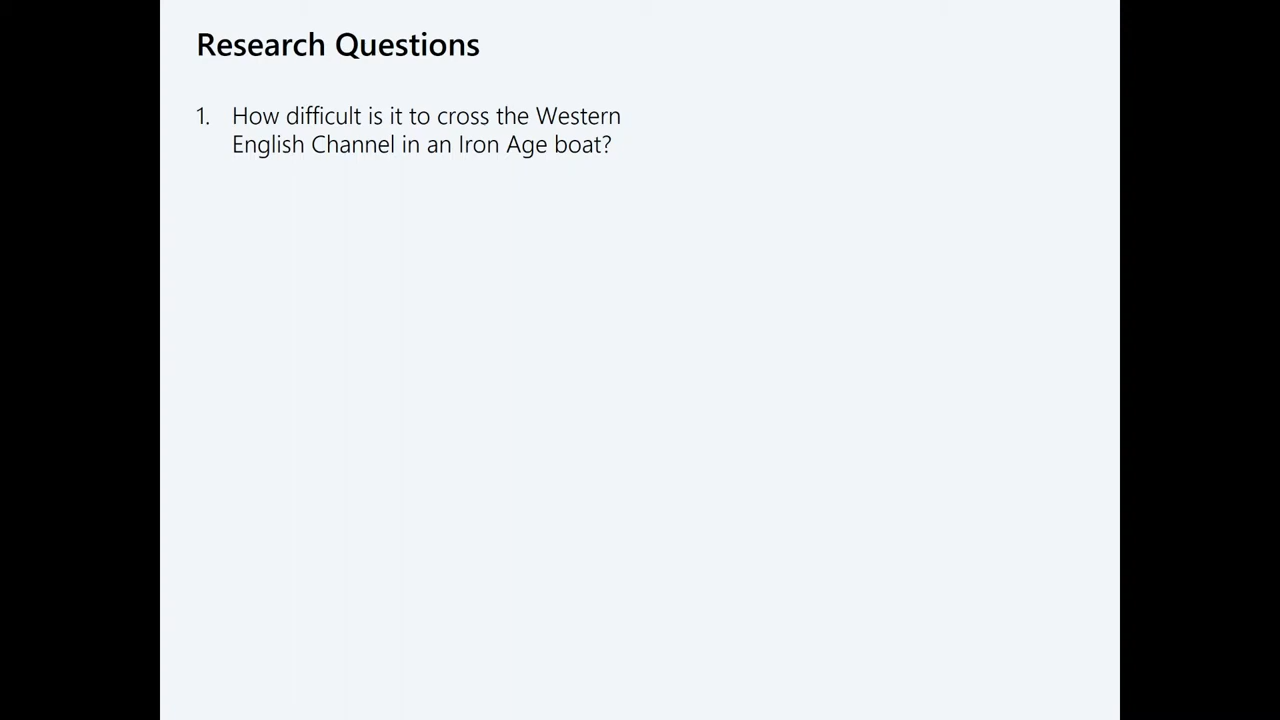 Research Questions
1. How difficult is it to cross the Western
English Channel in an Iron Age boat?